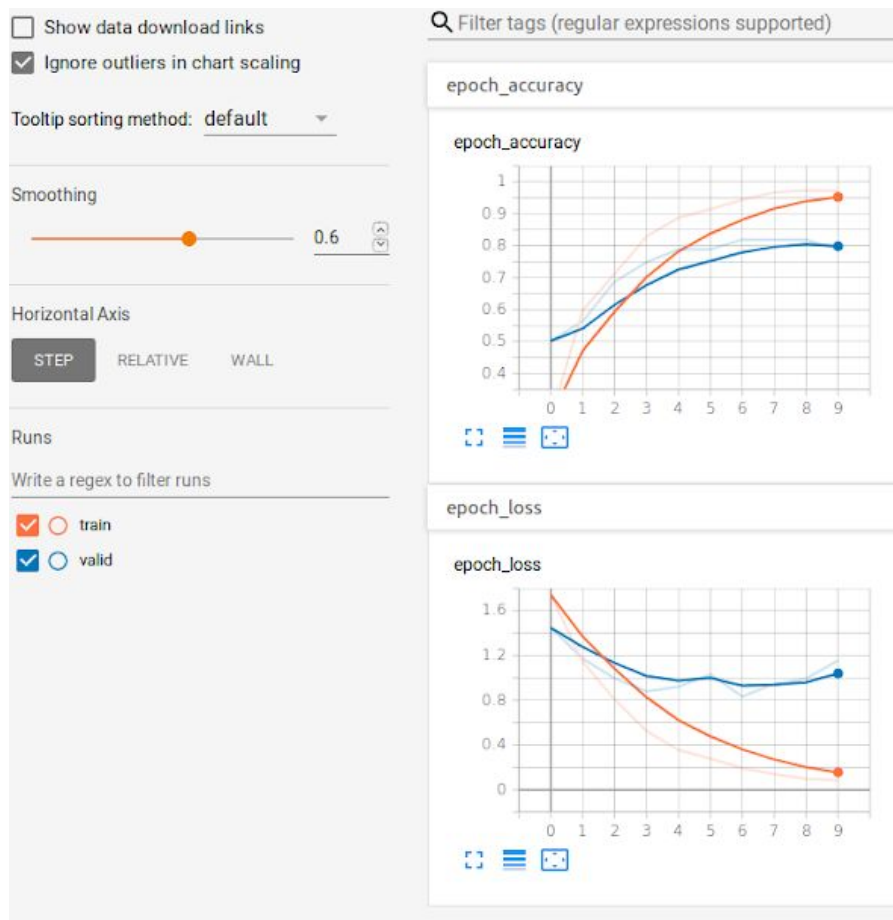 Show data download links
Ignore outliers in chart scaling
Tooltip sorting method: default
Smoothing
0.6
Horizontal Axis
STEP RELATIVE WALL
Runs
Write a regex to filter runs
train
valid
Filter tags (regular expressions supported)
epoch_accuracy
epoch_accuracy
1
0.9
0.8
0.7
0.6
0.5
0.4
0 1 2 3 4 5 6 7 8 9
epoch_loss
epoch_loss
1.6
1.2
0.8
0.4
0
0 1 2 3 4 5 6 7 8 9